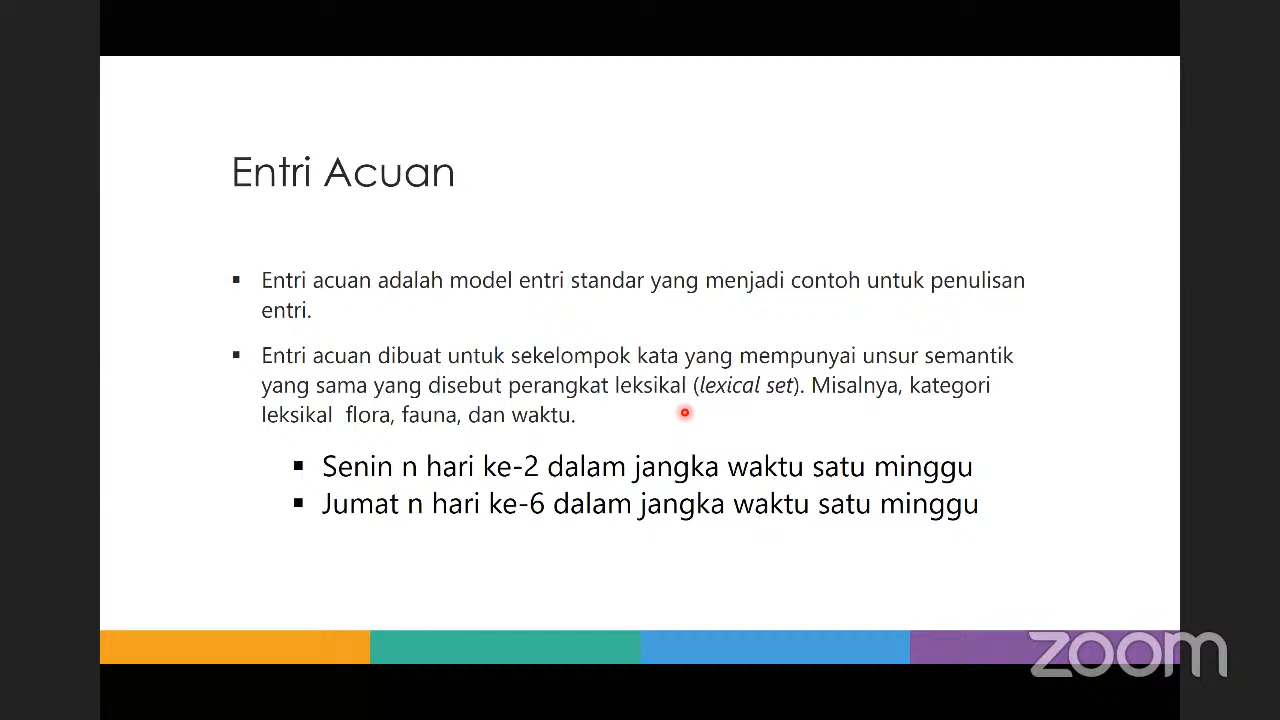 Entri Acuan
▪ Entri acuan adalah model entri standar yang menjadi contoh untuk penulisan
entri.
▪ Entri acuan dibuat untuk sekelompok kata yang mempunyai unsur semantik
yang sama yang disebut perangkat leksikal (lexical set). Misalnya, kategori
leksikal flora, fauna, dan waktu.
▪ Senin n hari ke-2 dalam jangka waktu satu minggu
▪ Jumat n hari ke-6 dalam jangka waktu satu minggu
zoom